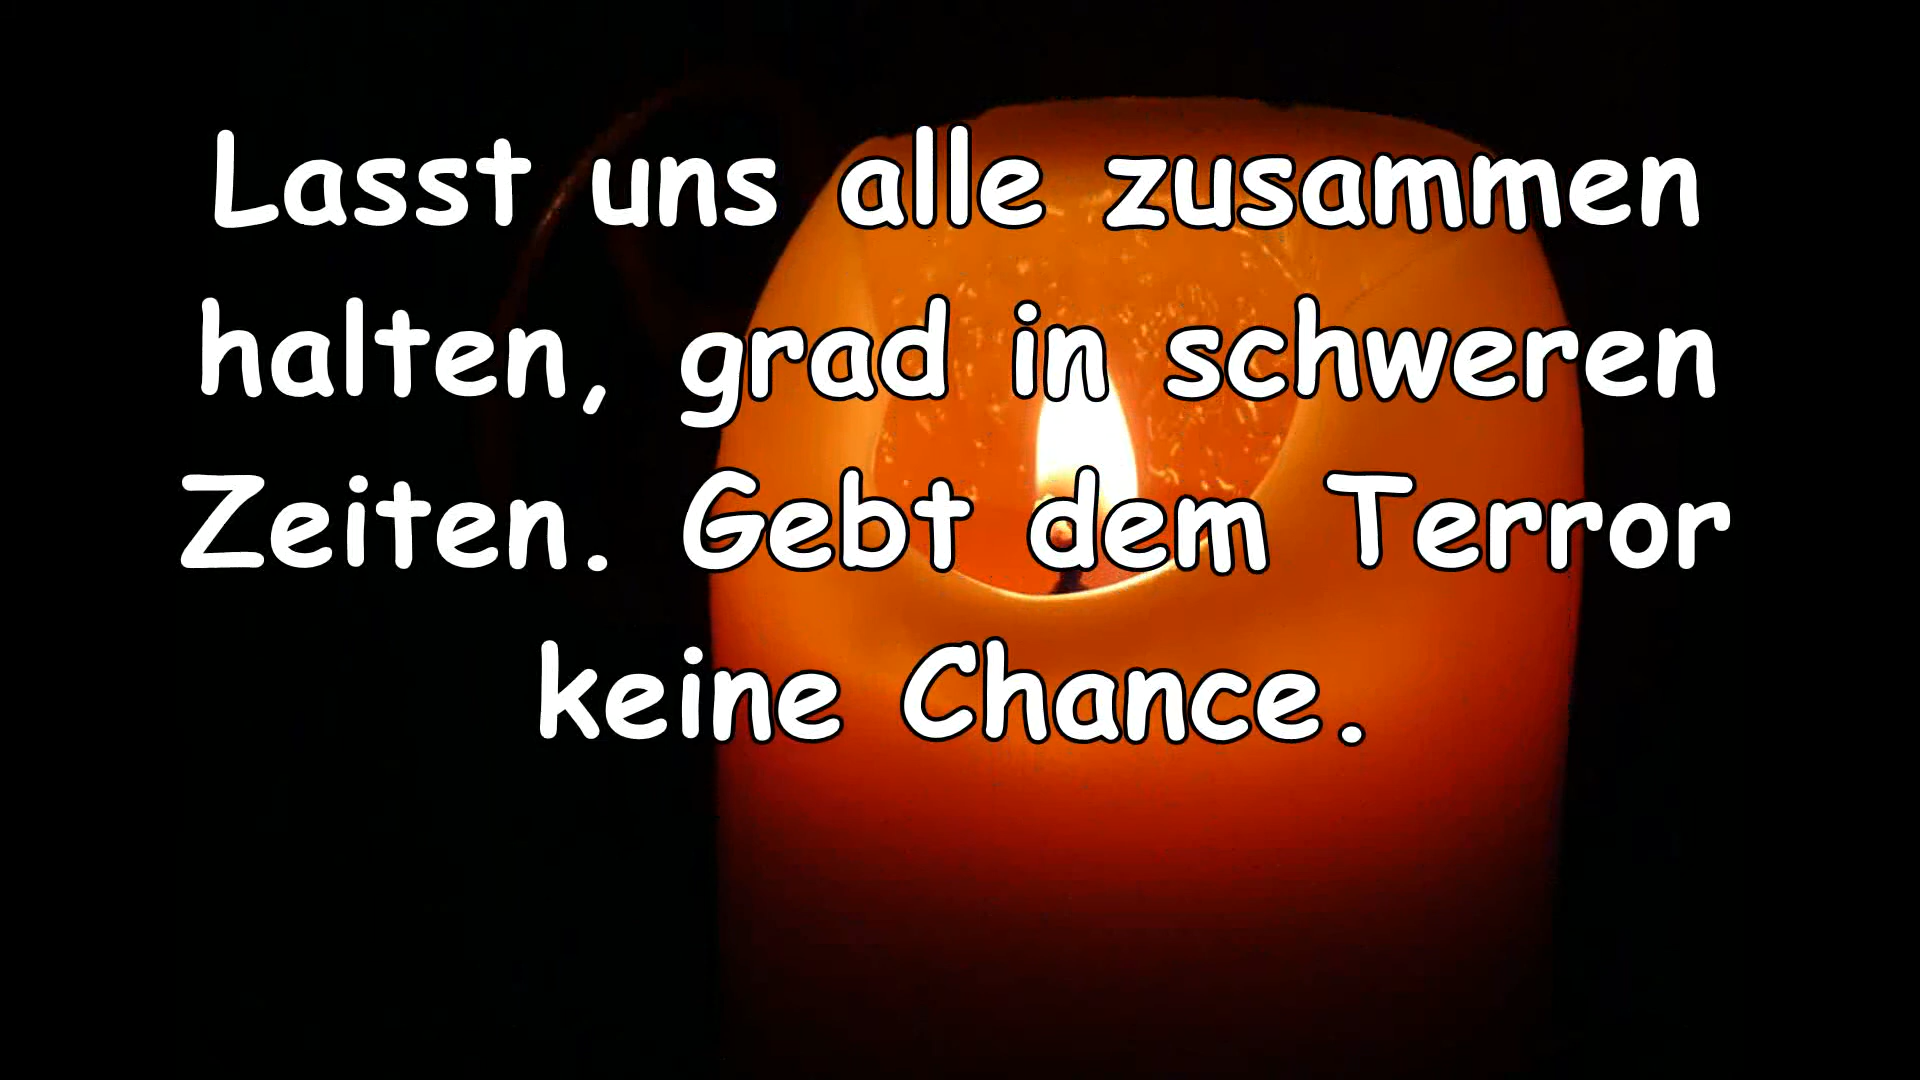 Lasst uns alle zusammen
halten, grad in schweren
Zeiten. Gebt dem Terror
keine Chance.